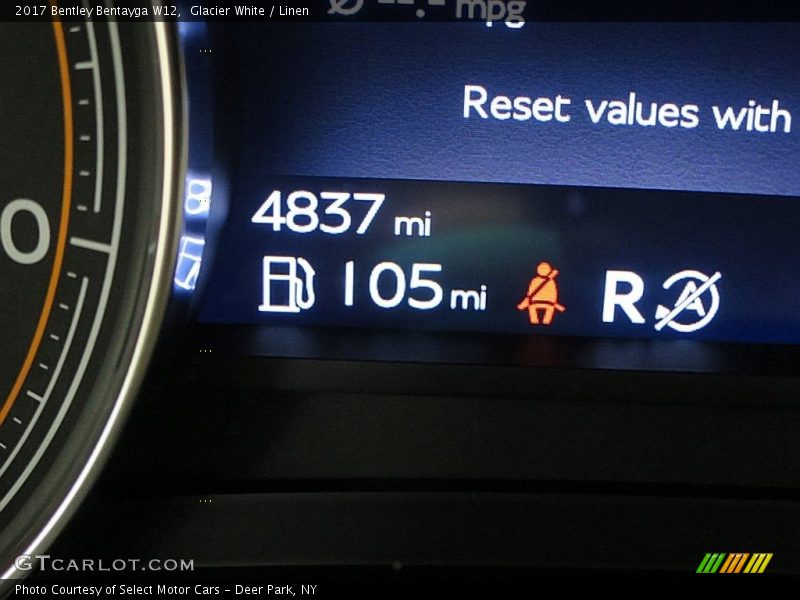 2017 Bentley Bentayga W12,  Glacier White / Linen
--.- mpg
Reset values with
4837 mi
105 mi
R A
0
GTCARLOT.COM
Photo Courtesy of Select Motor Cars - Deer Park, NY